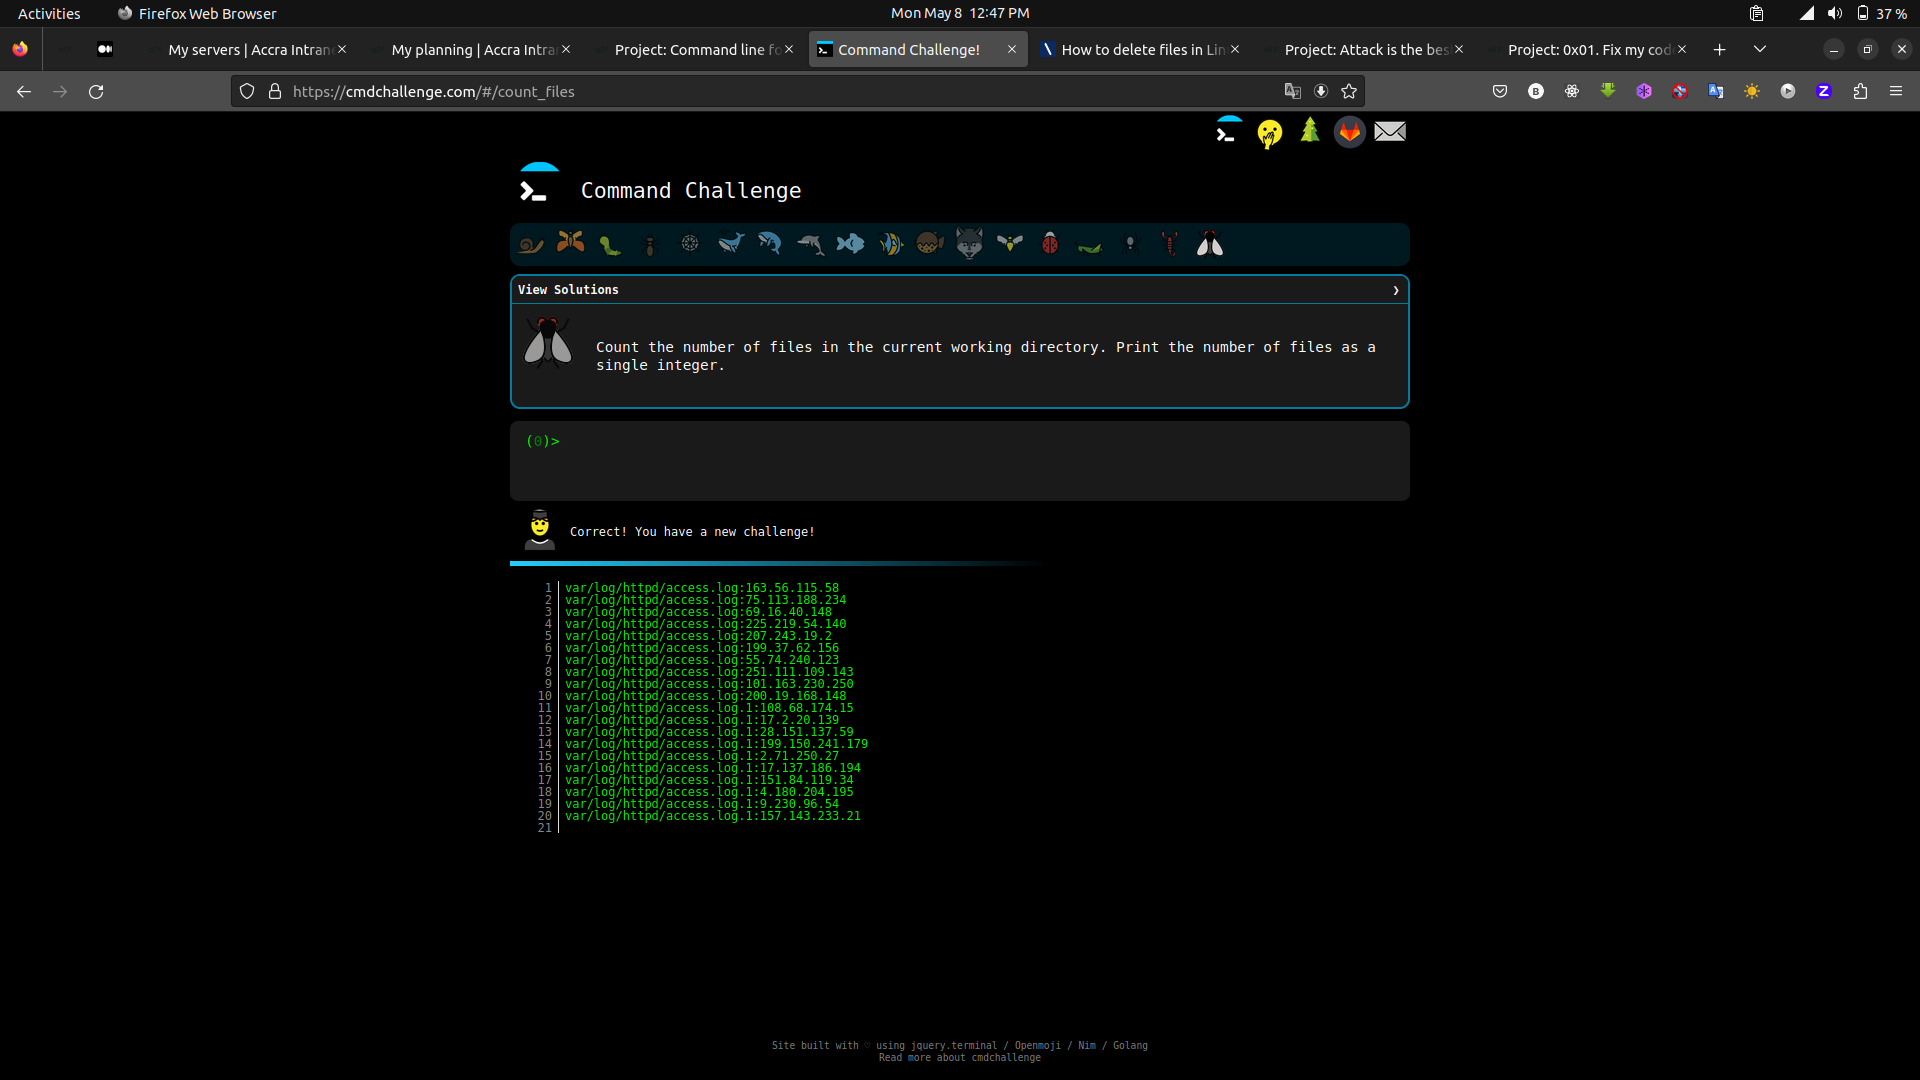 Activities Firefox Web Browser Mon May 8 12:47 PM 37 %
My servers | Accra Intran My planning | Accra Intra Project: Command line fo Command Challenge! How to delete files in Lin Project: Attack is the bes Project: 0x01. Fix my cod
https://cmdchallenge.com/#/count_files
Command Challenge
View Solutions
Count the number of files in the current working directory. Print the number of files as a
single integer.
(0)>
Correct! You have a new challenge!
1 var/log/httpd/access.log:163.56.115.58
2 var/log/httpd/access.log:75.113.188.234
3 var/log/httpd/access.log:69.16.40.148
4 var/log/httpd/access.log:225.219.54.140
5 var/log/httpd/access.log:207.243.19.2
6 var/log/httpd/access.log:199.37.62.156
7 var/log/httpd/access.log:55.74.240.123
8 var/log/httpd/access.log:251.111.109.143
9 var/log/httpd/access.log:101.163.230.250
10 var/log/httpd/access.log:200.19.168.148
11 var/log/httpd/access.log.1:108.68.174.15
12 var/log/httpd/access.log.1:17.2.20.139
13 var/log/httpd/access.log.1:28.151.137.59
14 var/log/httpd/access.log.1:199.150.241.179
15 var/log/httpd/access.log.1:2.71.250.27
16 var/log/httpd/access.log.1:17.137.186.194
17 var/log/httpd/access.log.1:151.84.119.34
18 var/log/httpd/access.log.1:4.180.204.195
19 var/log/httpd/access.log.1:9.230.96.54
20 var/log/httpd/access.log.1:157.143.233.21
21
Site built with ♡ using jquery.terminal / Openmoji / Nim / Golang
Read more about cmdchallenge